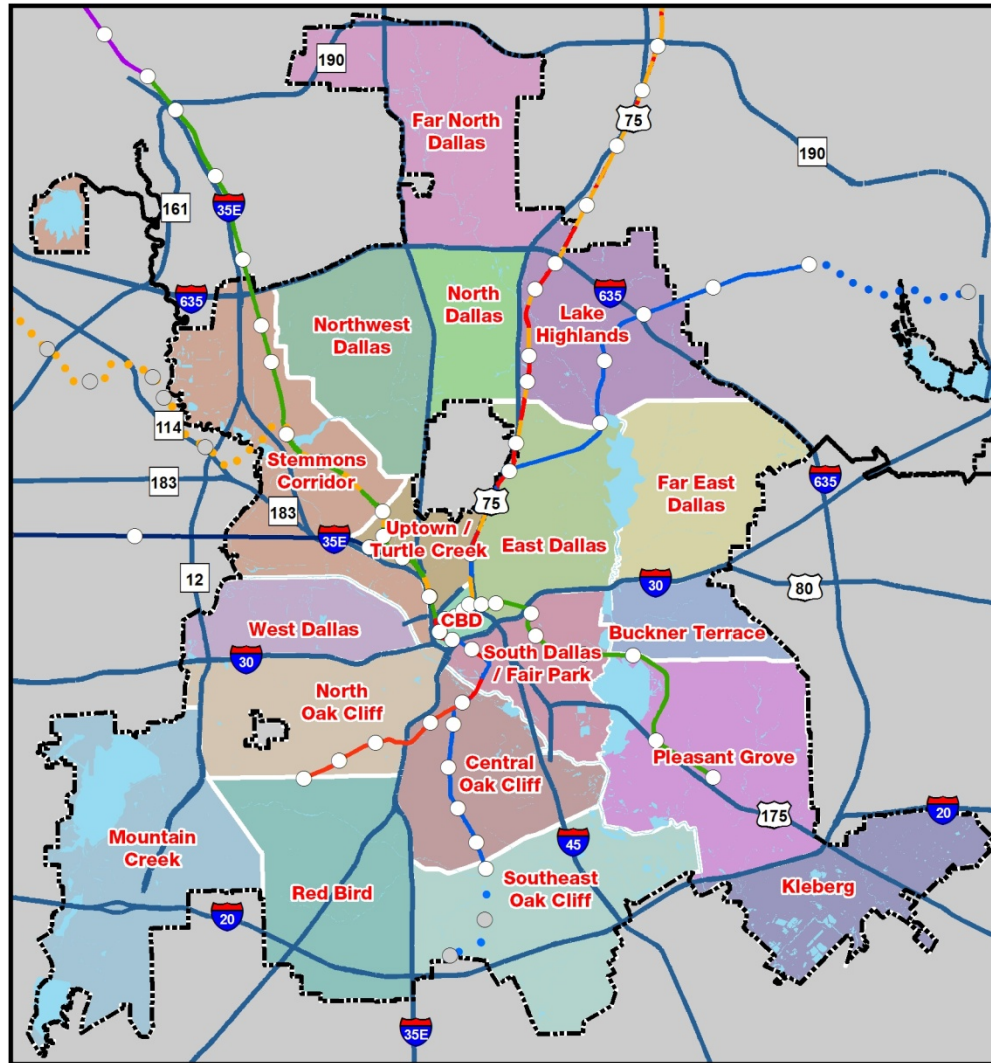 190
75
Far North
Dallas
190
161
35E
635
635
North
Dallas
Lake
Highlands
Northwest
Dallas
114
Stemmons
Corridor
183
635
Far East
Dallas
75
183
Uptown /
Turtle Creek
35E
East Dallas
12
30
80
CBD
West Dallas
Buckner Terrace
30
South Dallas
/ Fair Park
North
Oak Cliff
Central
Oak Cliff
Pleasant Grove
175
20
Mountain
Creek
45
Red Bird
Southeast
Oak Cliff
Kleberg
20
35E